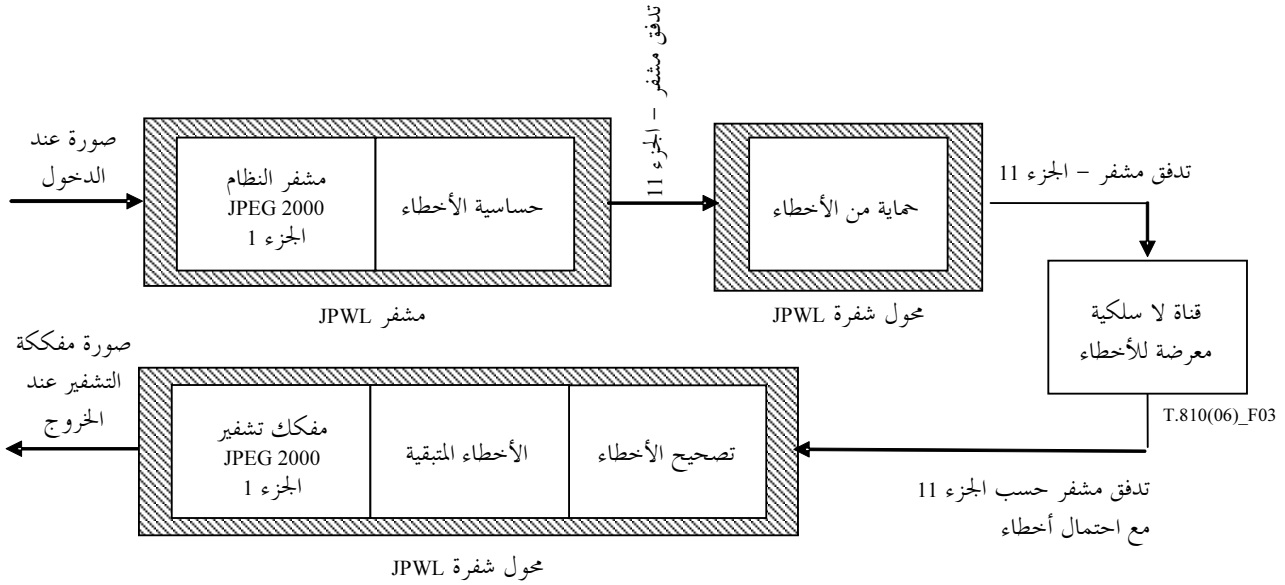 صورة عند
الدخول
مشفر النظام
JPEG 2000
الجزء 1
حساسية الأخطاء
مشفر JPWL
تدفق مشفر – الجزء 11
حماية من الأخطاء
محول شفرة JPWL
تدفق مشفر – الجزء 11
قناة لا سلكية
معرضة للأخطاء
T.810(06)_F03
تدفق مشفر حسب الجزء 11
مع احتمال أخطاء
تصحيح الأخطاء
الأخطاء المتبقية
مفكك تشفير
JPEG 2000
الجزء 1
محول شفرة JPWL
صورة مفككة
التشفير عند
الخروج